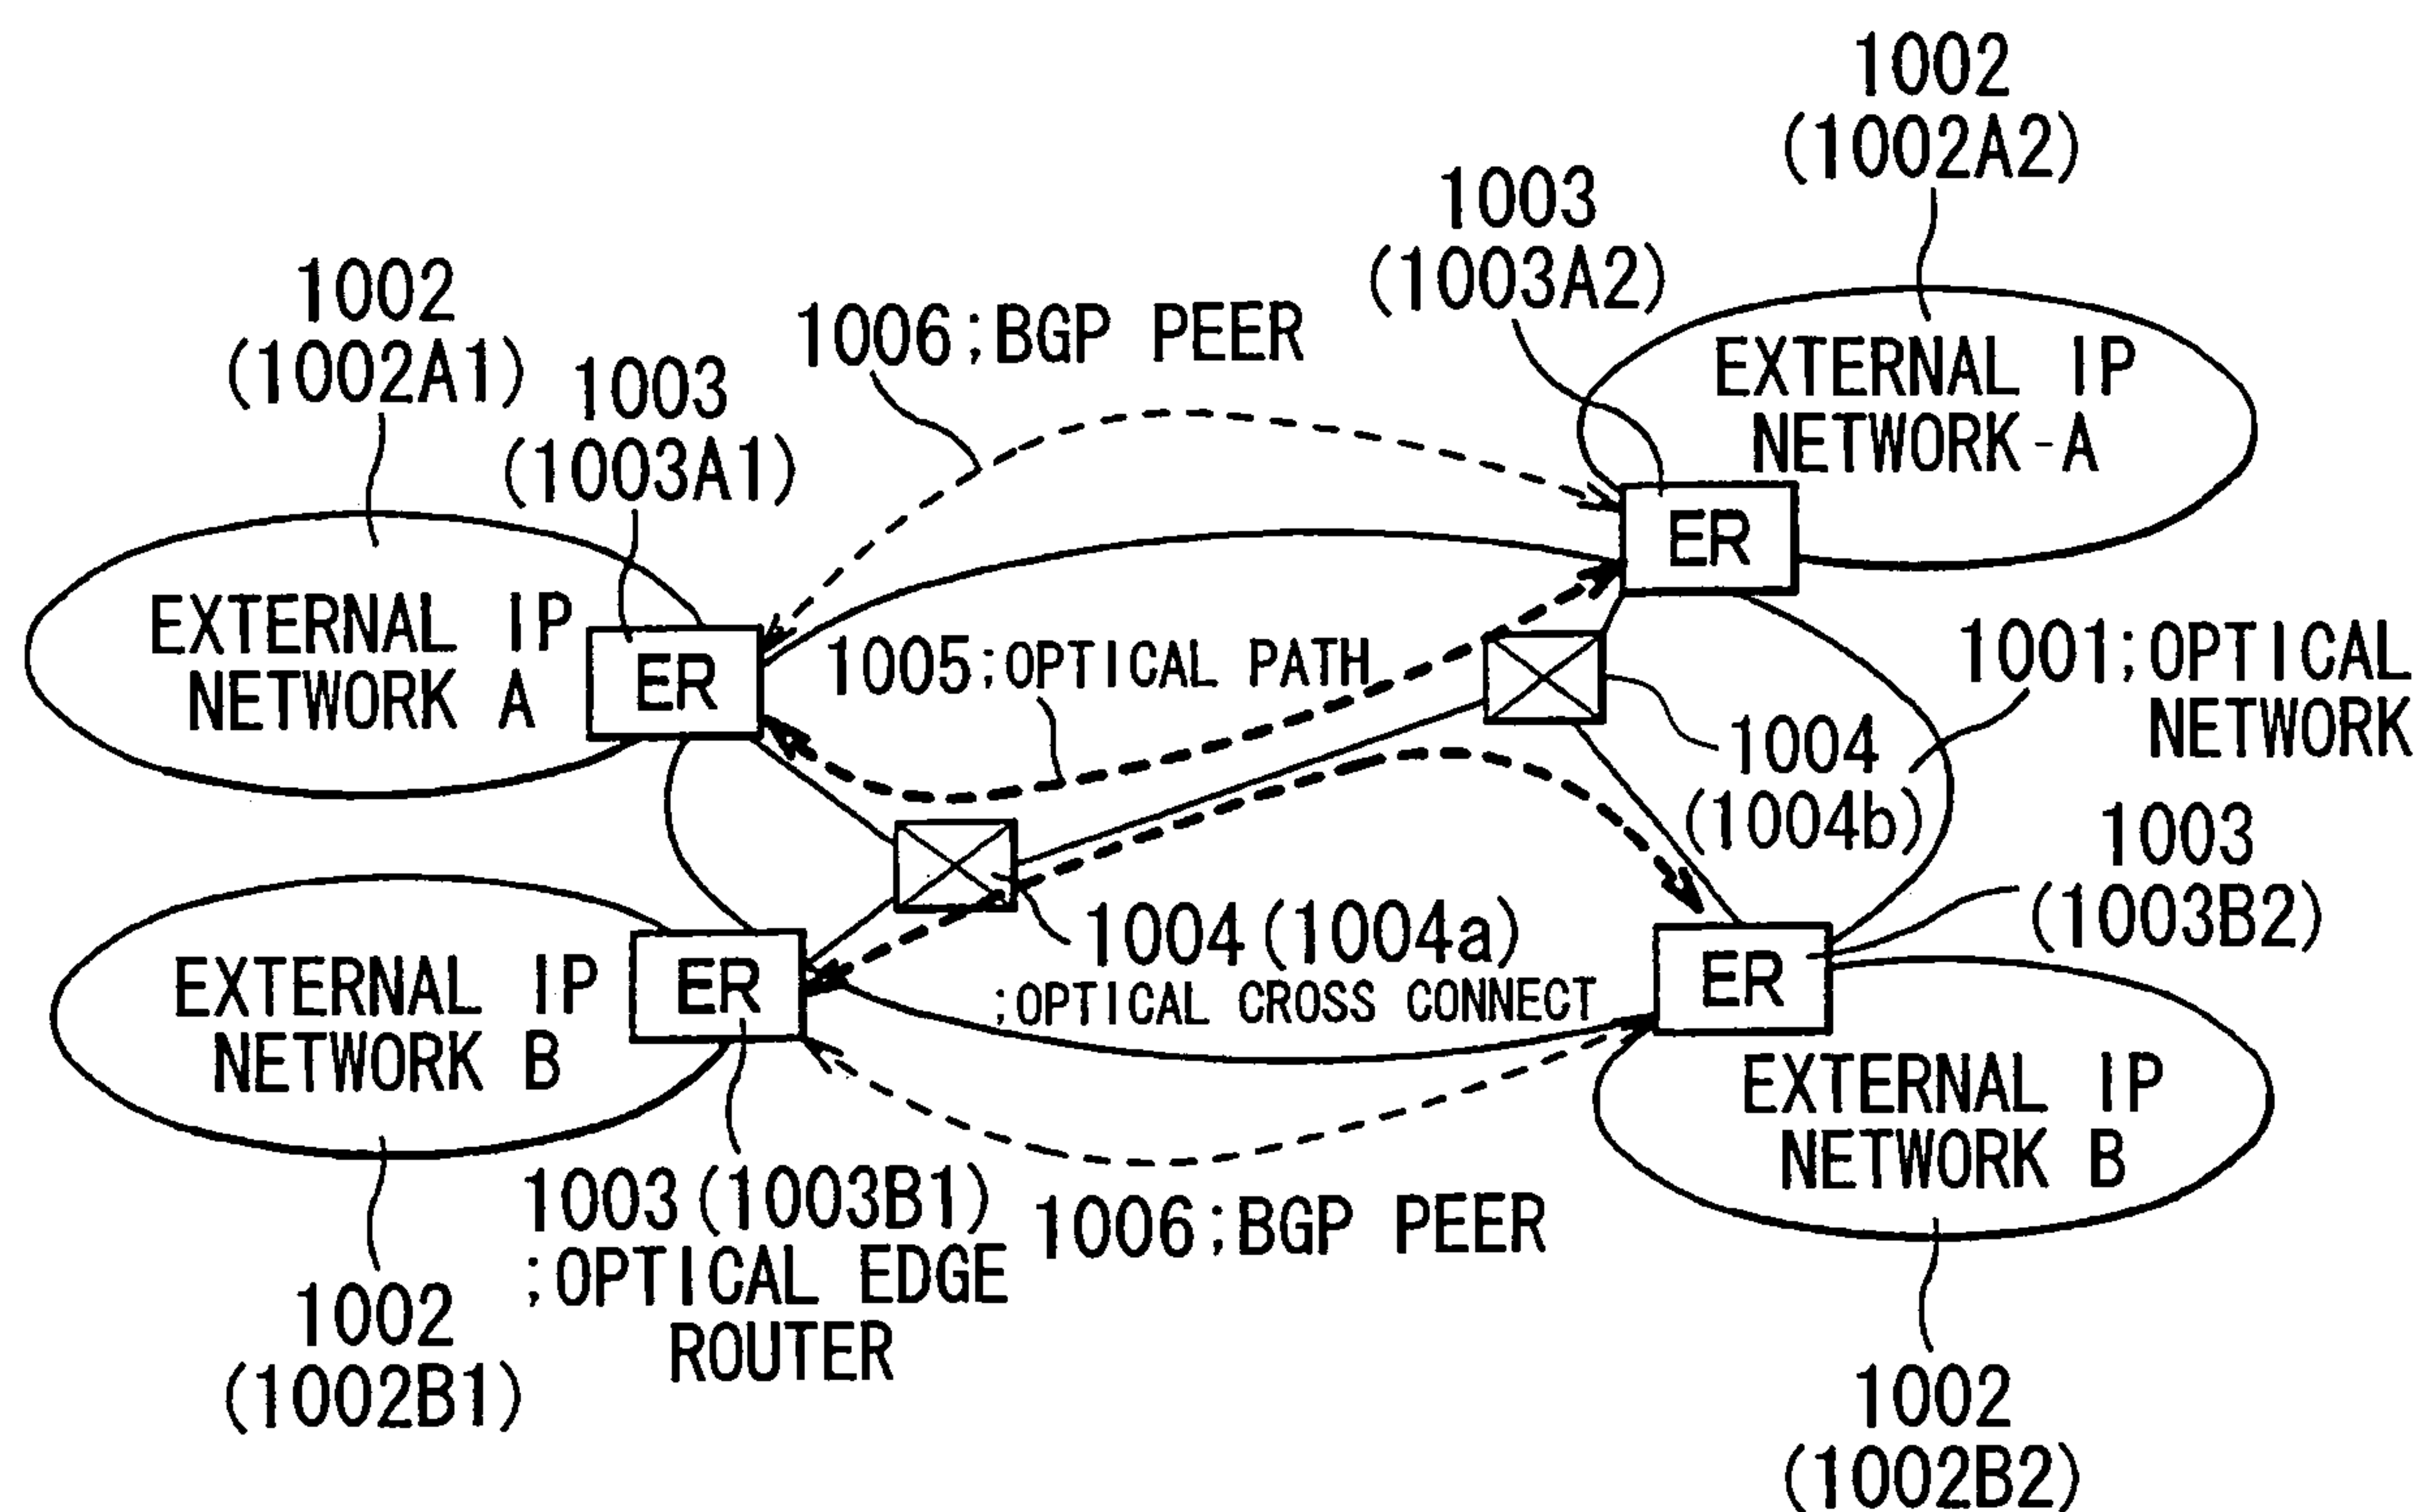 1002
(1002A2)
1003
(1003A2)
1002
(1002A1)
1006;BGP PEER
1003
(1003A1)
EXTERNAL IP
NETWORK-A
ER
EXTERNAL IP
NETWORK A
ER
1005;OPTICAL PATH
1001;OPTICAL
NETWORK
1004
(1004b)
1003
(1003B2)
1004(1004a)
;OPTICAL CROSS CONNECT
EXTERNAL IP
NETWORK B
ER
ER
EXTERNAL IP
NETWORK B
1003(1003B1)
;OPTICAL EDGE
ROUTER
1006;BGP PEER
1002
(1002B1)
1002
(1002B2)